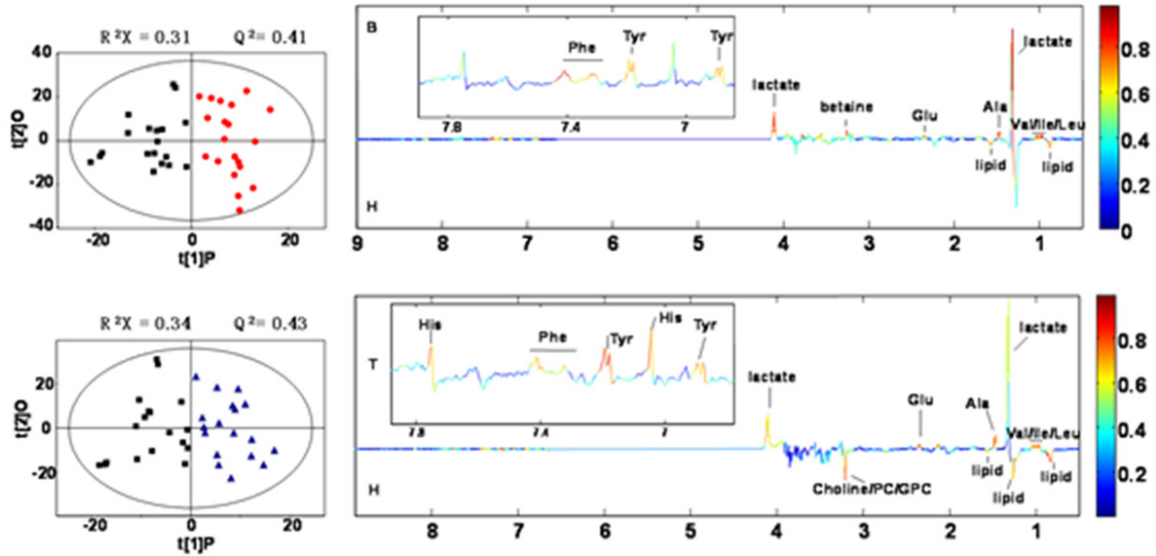 R²X = 0.31 Q²= 0.41
40
20
0
-20
-40
t[2]O
-20 0 20
t[1]P
B
Phe Tyr Tyr
7.8 7.4 7
lactate
lactate
betaine
Glu
Ala
Val/Ile/Leu
lipid
lipid
H
9 8 7 6 5 4 3 2 1
0.8
0.6
0.4
0.2
0
R²X = 0.34 Q²= 0.43
20
0
-20
t[2]O
-20 0 20
t[1]P
T
His Phe Tyr His Tyr
7.8 7.4 7
lactate
lactate
Glu
Ala
Val/Ile/Leu
lipid
lipid
lipid
Choline/PC/GPC
H
8 7 6 5 4 3 2 1
0.8
0.6
0.4
0.2